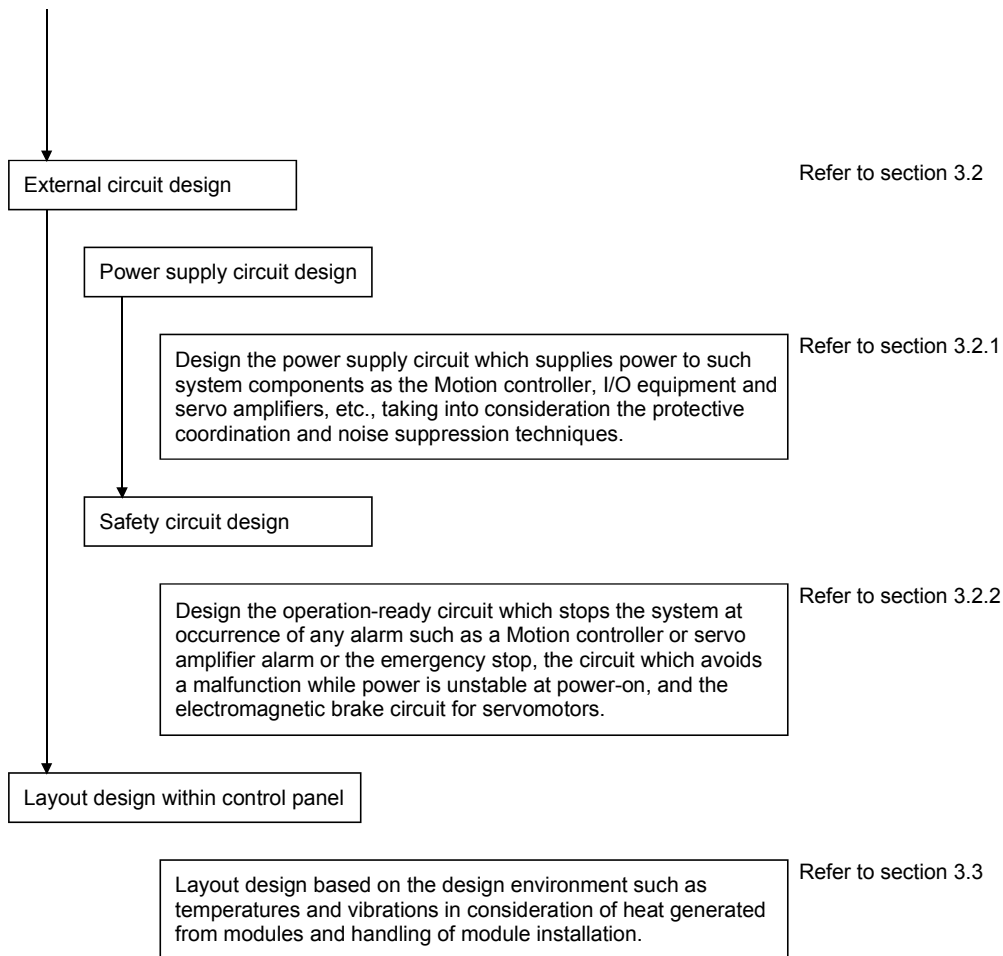 External circuit design
Refer to section 3.2
Power supply circuit design
Refer to section 3.2.1
Design the power supply circuit which supplies power to such
system components as the Motion controller, I/O equipment and
servo amplifiers, etc., taking into consideration the protective
coordination and noise suppression techniques.
Safety circuit design
Refer to section 3.2.2
Design the operation-ready circuit which stops the system at
occurrence of any alarm such as a Motion controller or servo
amplifier alarm or the emergency stop, the circuit which avoids
a malfunction while power is unstable at power-on, and the
electromagnetic brake circuit for servomotors.
Layout design within control panel
Refer to section 3.3
Layout design based on the design environment such as
temperatures and vibrations in consideration of heat generated
from modules and handling of module installation.